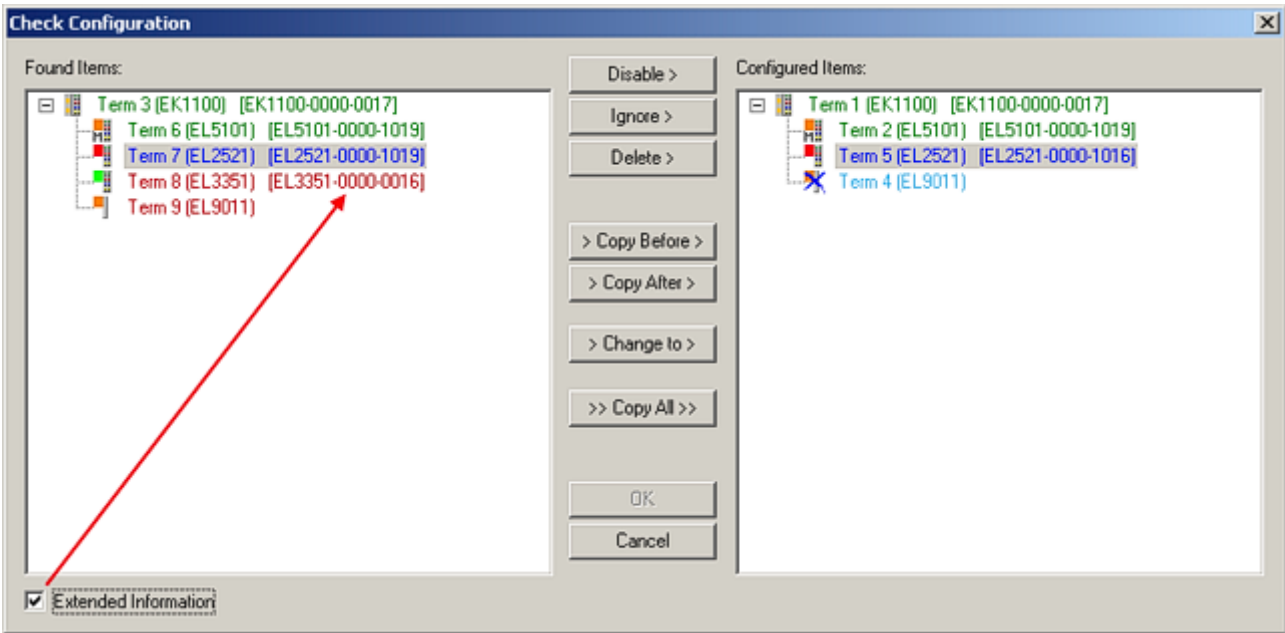 Check Configuration
Found Items:
Term 3 (EK1100) [EK1100-0000-0017]
Term 6 (EL5101) [EL5101-0000-1019]
Term 7 (EL2521) [EL2521-0000-1019]
Term 8 (EL3351) [EL3351-0000-0016]
Term 9 (EL9011)
Disable >
Ignore >
Delete >
> Copy Before >
> Copy After >
> Change to >
>> Copy All >>
OK
Cancel
Configured Items:
Term 1 (EK1100) [EK1100-0000-0017]
Term 2 (EL5101) [EL5101-0000-1019]
Term 5 (EL2521) [EL2521-0000-1016]
Term 4 (EL9011)
Extended Information